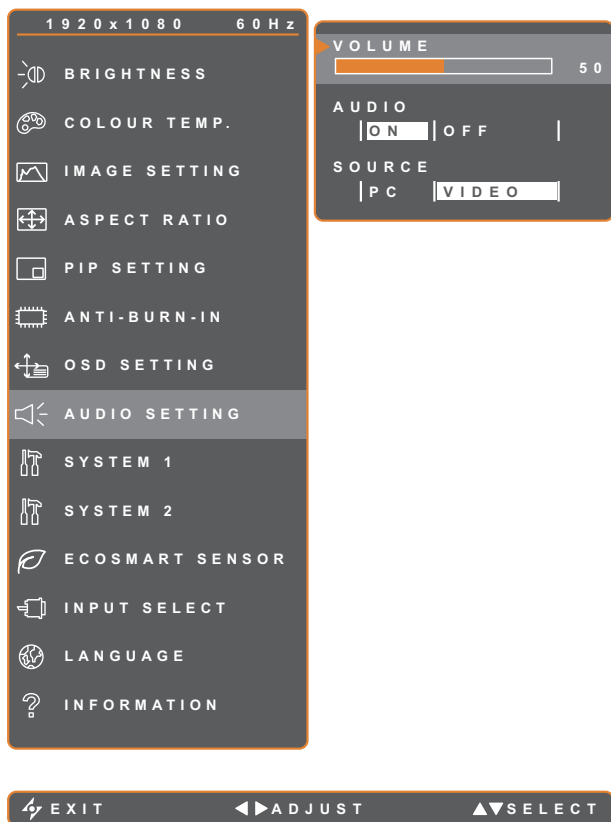 1920x1080 60Hz
BRIGHTNESS
COLOUR TEMP.
IMAGE SETTING
ASPECT RATIO
PIP SETTING
ANTI-BURN-IN
OSD SETTING
AUDIO SETTING
SYSTEM 1
SYSTEM 2
ECOSMART SENSOR
INPUT SELECT
LANGUAGE
INFORMATION
VOLUME
50
AUDIO
ON OFF
SOURCE
PC VIDEO
EXIT ADJUST SELECT